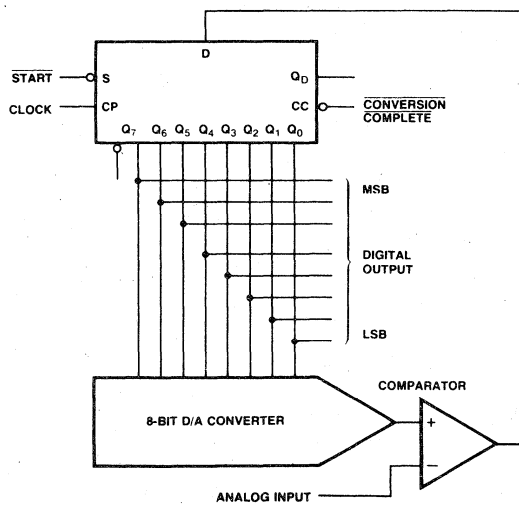 D
START
S
Q_D
CLOCK
CP
CC
CONVERSION
COMPLETE
Q7 Q6 Q5 Q4 Q3 Q2 Q1 Q0
MSB
DIGITAL
OUTPUT
LSB
COMPARATOR
8-BIT D/A CONVERTER
+
−
ANALOG INPUT